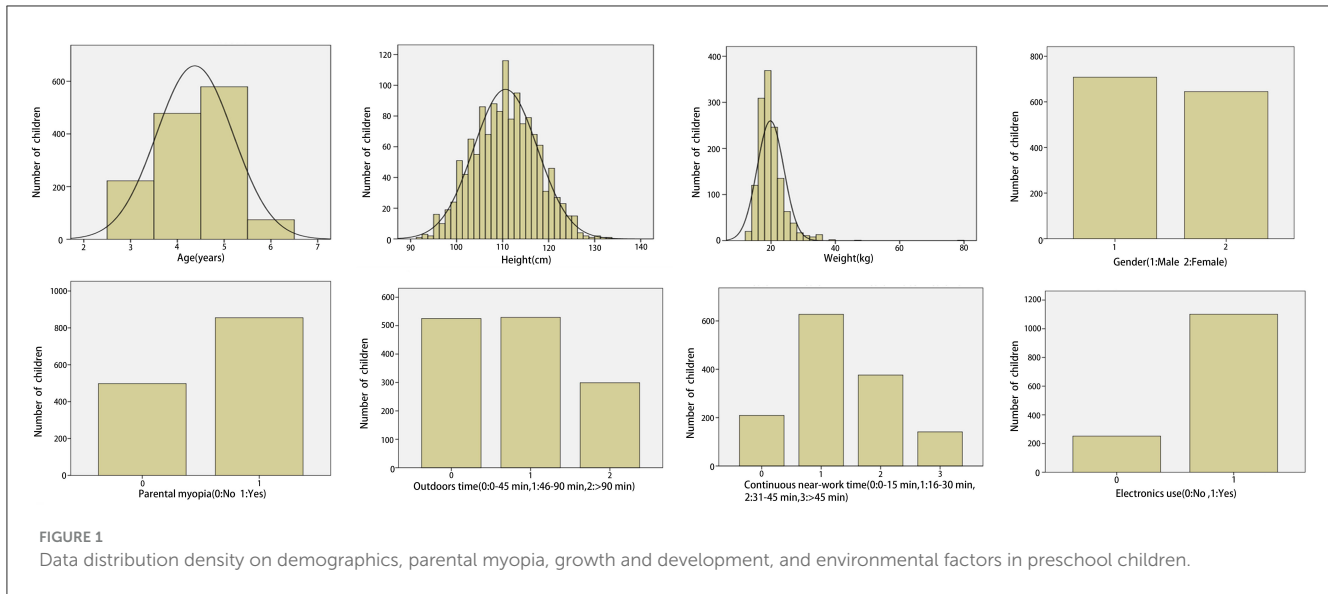 Number of children
600
400
200
0
2 3 4 5 6 7
Age(years)
Number of children
120
100
80
60
40
20
0
90 100 110 120 130 140
Height(cm)
Number of children
400
300
200
100
0
20 40 60 80
Weight(kg)
Number of children
800
600
400
200
0
1 2
Gender(1:Male 2:Female)
Number of children
1000
800
600
400
200
0
0 1
Parental myopia(0:No 1:Yes)
Number of children
600
500
400
300
200
100
0
0 1 2
Outdoors time(0:0-45 min,1:46-90 min,2:>90 min)
Number of children
600
400
200
0
0 1 2 3
Continuous near-work time(0:0-15 min,1:16-30 min,
2:31-45 min,3:>45 min)
Number of children
1200
1000
800
600
400
200
0
0 1
Electronics use(0:No ,1:Yes)
FIGURE 1
Data distribution density on demographics, parental myopia, growth and development, and environmental factors in preschool children.